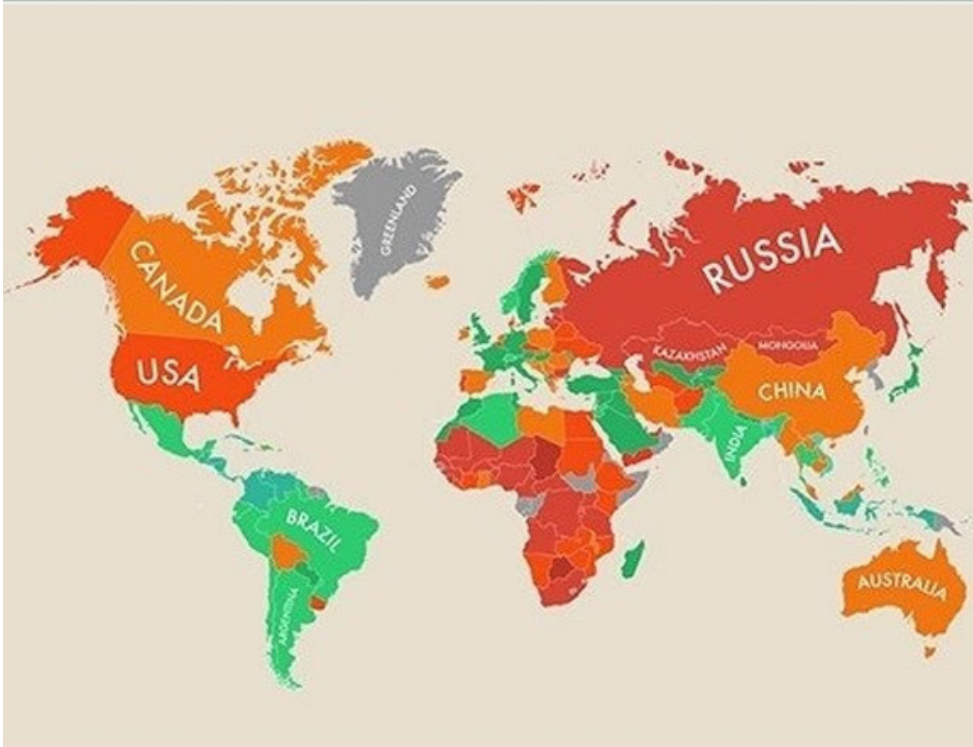 GREENLAND
CANADA
RUSSIA
USA
KAZAKHSTAN
MONGOLIA
CHINA
INDIA
BRAZIL
ARGENTINA
AUSTRALIA